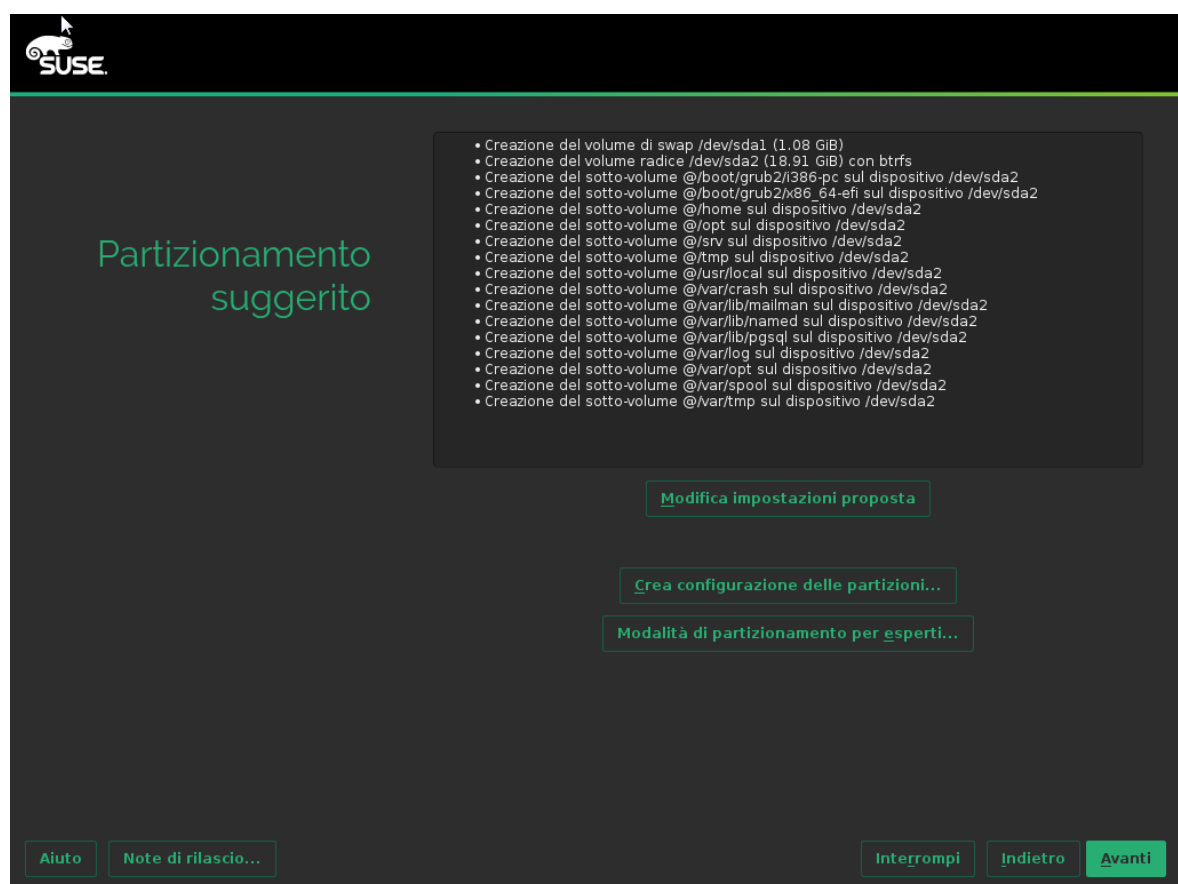 SUSE.
Partizionamento
suggerito
• Creazione del volume di swap /dev/sda1 (1.08 GiB)
• Creazione del volume radice /dev/sda2 (18.91 GiB) con btrfs
• Creazione del sotto-volume @/boot/grub2/i386-pc sul dispositivo /dev/sda2
• Creazione del sotto-volume @/boot/grub2/x86_64-efi sul dispositivo /dev/sda2
• Creazione del sotto-volume @/home sul dispositivo /dev/sda2
• Creazione del sotto-volume @/opt sul dispositivo /dev/sda2
• Creazione del sotto-volume @/srv sul dispositivo /dev/sda2
• Creazione del sotto-volume @/tmp sul dispositivo /dev/sda2
• Creazione del sotto-volume @/usr/local sul dispositivo /dev/sda2
• Creazione del sotto-volume @/var/crash sul dispositivo /dev/sda2
• Creazione del sotto-volume @/var/lib/mailman sul dispositivo /dev/sda2
• Creazione del sotto-volume @/var/lib/named sul dispositivo /dev/sda2
• Creazione del sotto-volume @/var/lib/pgsql sul dispositivo /dev/sda2
• Creazione del sotto-volume @/var/log sul dispositivo /dev/sda2
• Creazione del sotto-volume @/var/opt sul dispositivo /dev/sda2
• Creazione del sotto-volume @/var/spool sul dispositivo /dev/sda2
• Creazione del sotto-volume @/var/tmp sul dispositivo /dev/sda2
Modifica impostazioni proposta
Crea configurazione delle partizioni...
Modalità di partizionamento per esperti...
Aiuto Note di rilascio... Interrompi Indietro Avanti